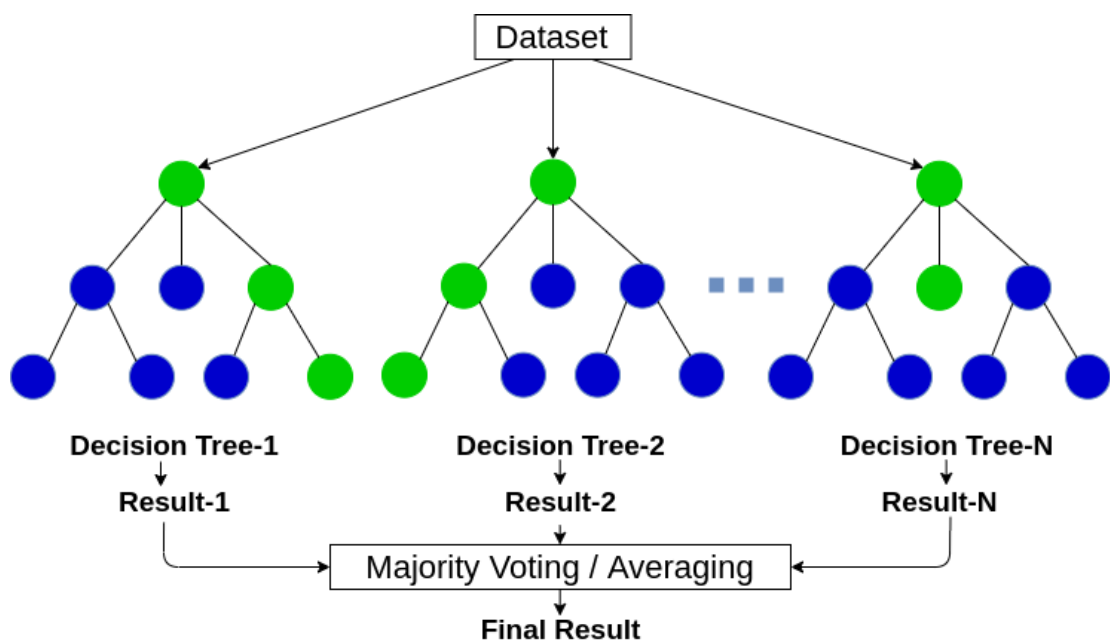 Dataset
Decision Tree-1
Decision Tree-2
Decision Tree-N
Result-1
Result-2
Result-N
Majority Voting / Averaging
Final Result